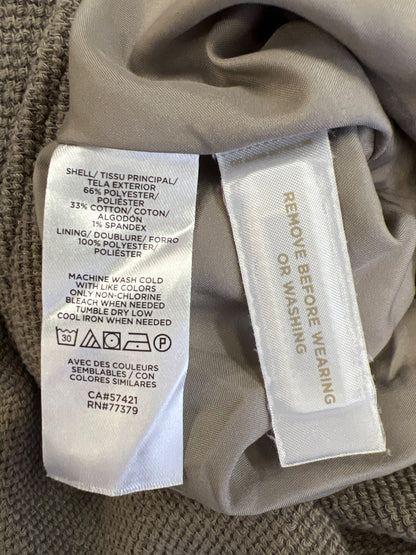 SHELL/ TISSU PRINCIPAL/
TELA EXTERIOR
66% POLYESTER/
POLIÉSTER
33% COTTON/ COTON/
ALGODON
1% SPANDEX
LINING/ DOUBLURE/ FORRO
100% POLYESTER/
POLIÉSTER
MACHINE WASH COLD
WITH LIKE COLORS
ONLY NON-CHLORINE
BLEACH WHEN NEEDED
TUMBLE DRY LOW
COOL IRON WHEN NEEDED
30 P
AVEC DES COULEURS
SEMBLABLES / CON
COLORES SIMILARES
CA#57421
RN#77379
REMOVE BEFORE WEARING
OR WASHING